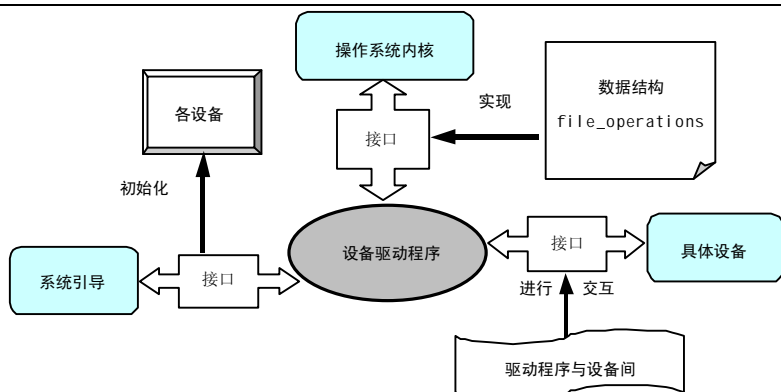 操作系统内核
数据结构
file_operations
实现
各设备
接口
初始化
设备驱动程序
接口
具体设备
系统引导
接口
进行 交互
驱动程序与设备间